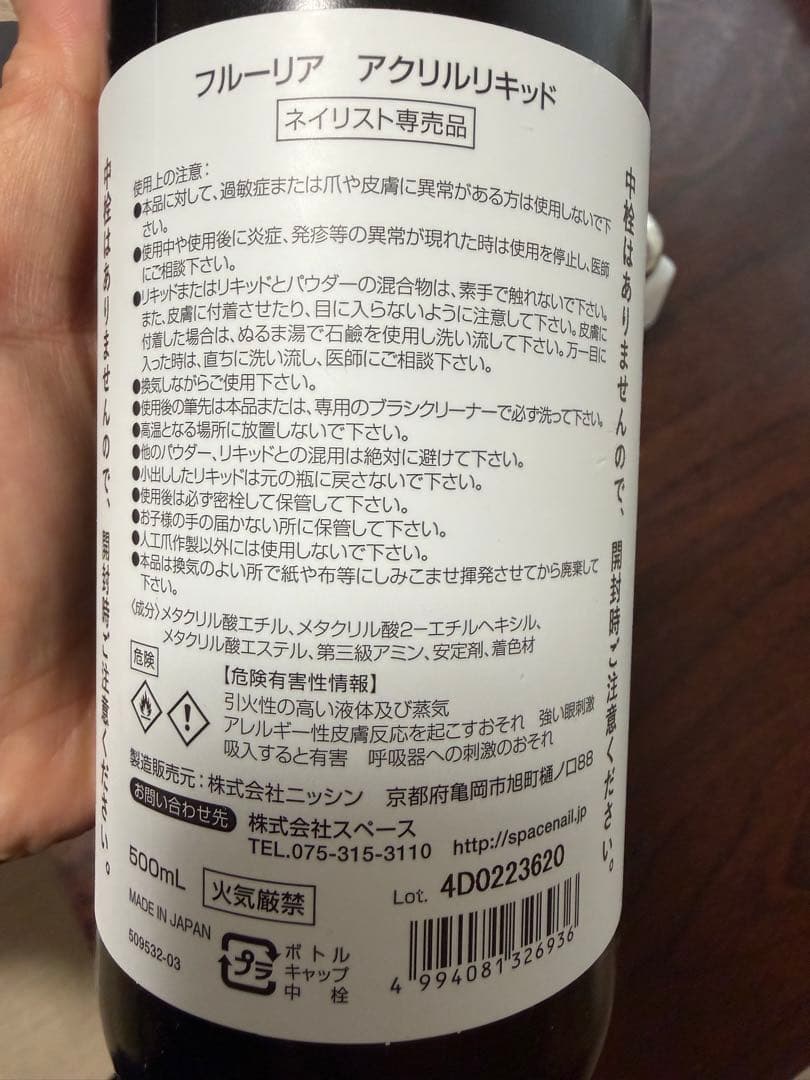 フルーリア　アクリルリキッド
ネイリスト専売品
使用上の注意：
●本品に対して、過敏症または爪や皮膚に異常がある方は使用しないで下
さい。
●使用中や使用後に炎症、発疹等の異常が現れた時は使用を停止し、医師
にご相談下さい。
●リキッドまたはリキッドとパウダーの混合物は、素手で触れないで下さい。
また、皮膚に付着させたり、目に入らないように注意して下さい。皮膚に
付着した場合は、ぬるま湯で石鹸を使用し洗い流して下さい。万一目に
入った時は、直ちに洗い流し、医師にご相談下さい。
●換気しながらご使用下さい。
●使用後の筆先は本品または、専用のブラシクリーナーで必ず洗って下さい。
●高温となる場所に放置しないで下さい。
●他のパウダー、リキッドとの混用は絶対に避けて下さい。
●小出ししたリキッドは元の瓶に戻さないで下さい。
●使用後は必ず密栓して保管して下さい。
●お子様の手の届かない所に保管して下さい。
●人工爪作製以外には使用しないで下さい。
●本品は換気のよい所で紙や布等にしみこませ揮発させてから廃棄して
下さい。
〈成分〉メタクリル酸エチル、メタクリル酸2ーエチルヘキシル、
メタクリル酸エステル、第三級アミン、安定剤、着色材
危険
【危険有害性情報】
引火性の高い液体及び蒸気
アレルギー性皮膚反応を起こすおそれ　強い眼刺激
吸入すると有害　呼吸器への刺激のおそれ
製造販売元：株式会社ニッシン　京都府亀岡市旭町樋ノ口88
お問い合わせ先
株式会社スペース
TEL.075-315-3110　http://spacenail.jp
500mL
火気厳禁
Lot. 4D0223620
MADE IN JAPAN
509532-03
プラ
ボトル
キャップ
中　栓
4 994081 326936
中栓はありませんので、開封時ご注意ください。
中栓はありませんので、開封時ご注意ください。